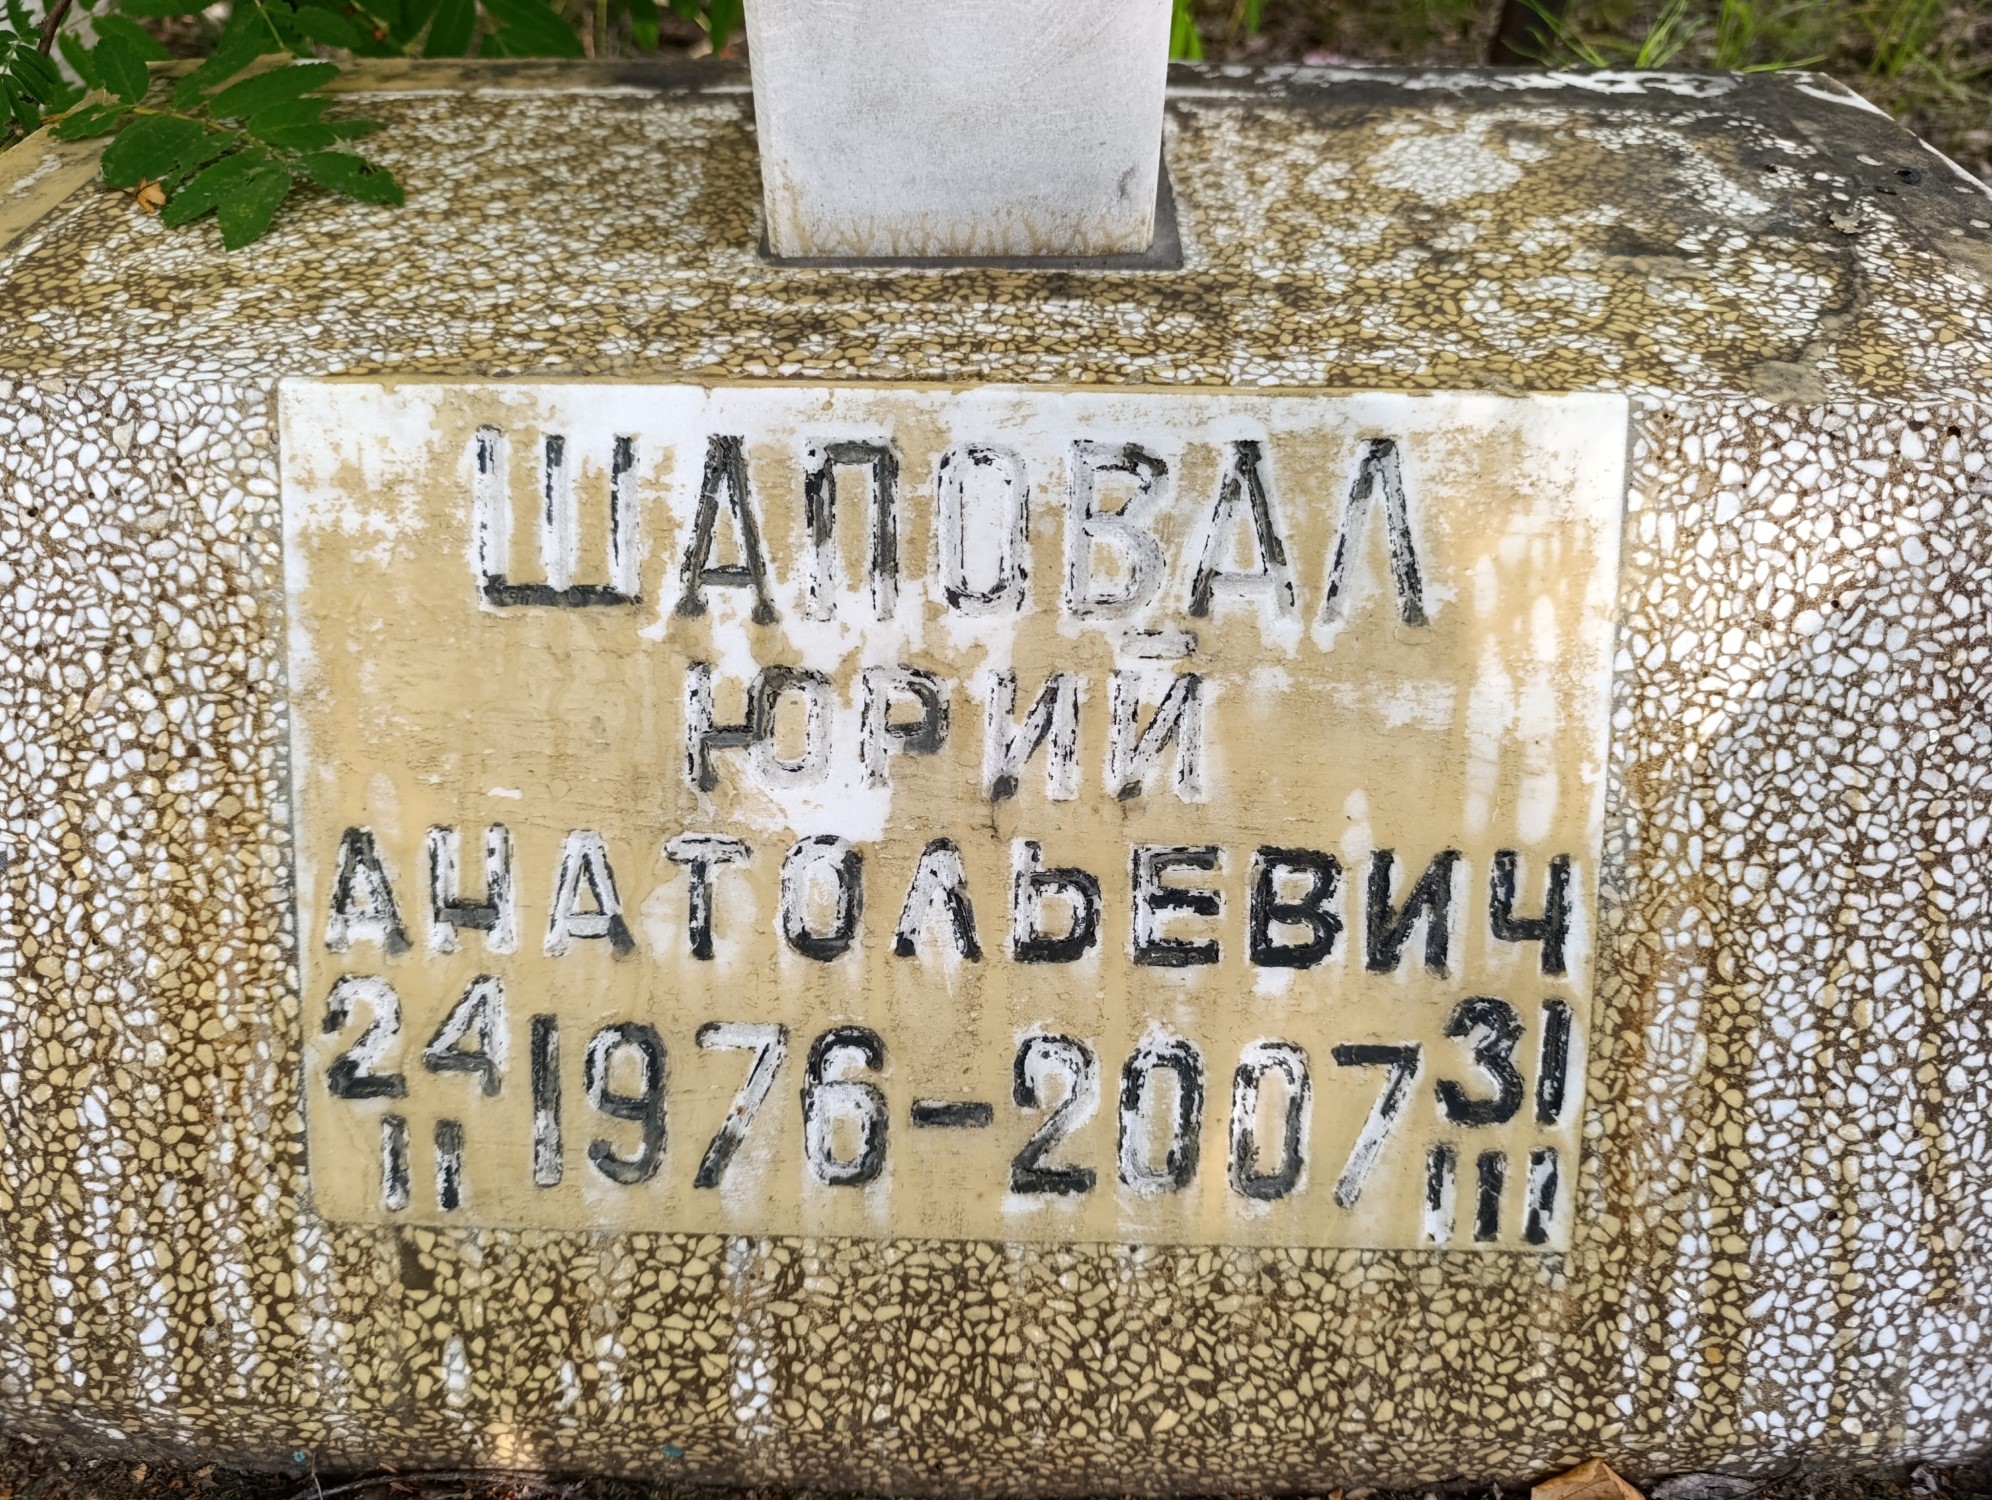 ШАПОВАЛ
ЮРИЙ
АНАТОЛЬЕВИЧ
24 II 1976-2007 31 III